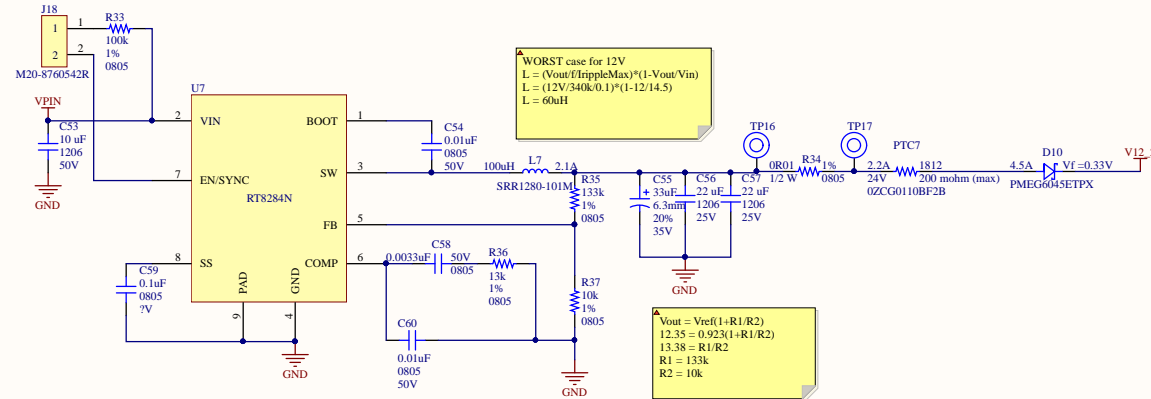 J18
1
2
1
2
M20-8760542R
R33
100k
1%
0805
VPIN
C53
10 uF
1206
50V
GND
U7
2
VIN
7
EN/SYNC
RT8284N
8
SS
BOOT
1
SW
3
FB
5
COMP
6
PAD
9
GND
4
C59
0.1uF
0805
?V
GND
C54
0.01uF
0805
50V
100uH
L7
2.1A
SRR1280-101M
R35
133k
1%
0805
0.0033uF
C58
50V
0805
R36
13k
1%
0805
C60
0.01uF
0805
50V
R37
10k
1%
0805
GND
WORST case for 12V
L = (Vout/f/IrippleMax)*(1-Vout/Vin)
L = (12V/340k/0.1)*(1-12/14.5)
L = 60uH
C55
33uF
6.3mm
20%
35V
C56
22 uF
1206
25V
C57
22 uF
1206
25V
GND
TP16
0R01
1/2 W
R34
1%
0805
TP17
PTC7
2.2A
24V
1812
200 mohm (max)
0ZCG0110BF2B
D10
4.5A
Vf =0.33V
PMEG6045ETPX
V12
Vout = Vref(1+R1/R2)
12.35 = 0.923(1+R1/R2)
13.38 = R1/R2
R1 = 133k
R2 = 10k